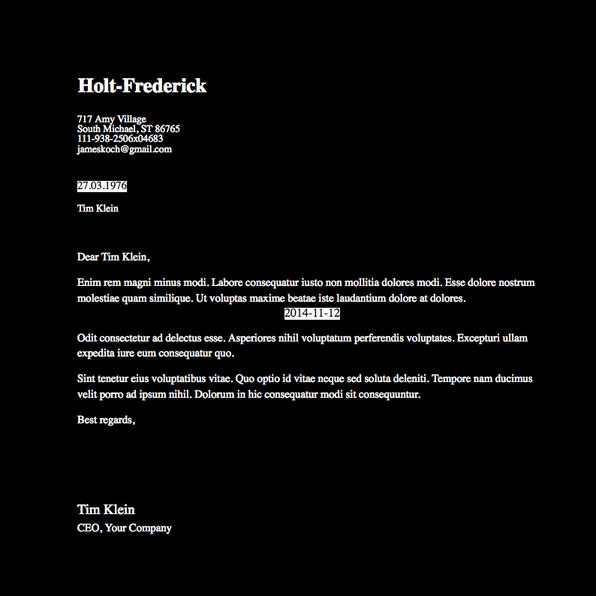 Holt-Frederick
717 Amy Village
South Michael, ST 86765
111-938-2506x04683
jameskoch@gmail.com
27.03.1976
Tim Klein
Dear Tim Klein,
Enim rem magni minus modi. Labore consequatur iusto non mollitia dolores modi. Esse dolore nostrum
molestiae quam similique. Ut voluptas maxime beatae iste laudantium dolore at dolores.
2014-11-12
Odit consectetur ad delectus esse. Asperiores nihil voluptatum perferendis voluptates. Excepturi ullam
expedita iure eum consequatur quo.
Sint tenetur eius voluptatibus vitae. Quo optio id vitae neque sed soluta deleniti. Tempore nam ducimus
velit porro ad ipsum nihil. Dolorum in hic consequatur modi sit consequuntur.
Best regards,
Tim Klein
CEO, Your Company